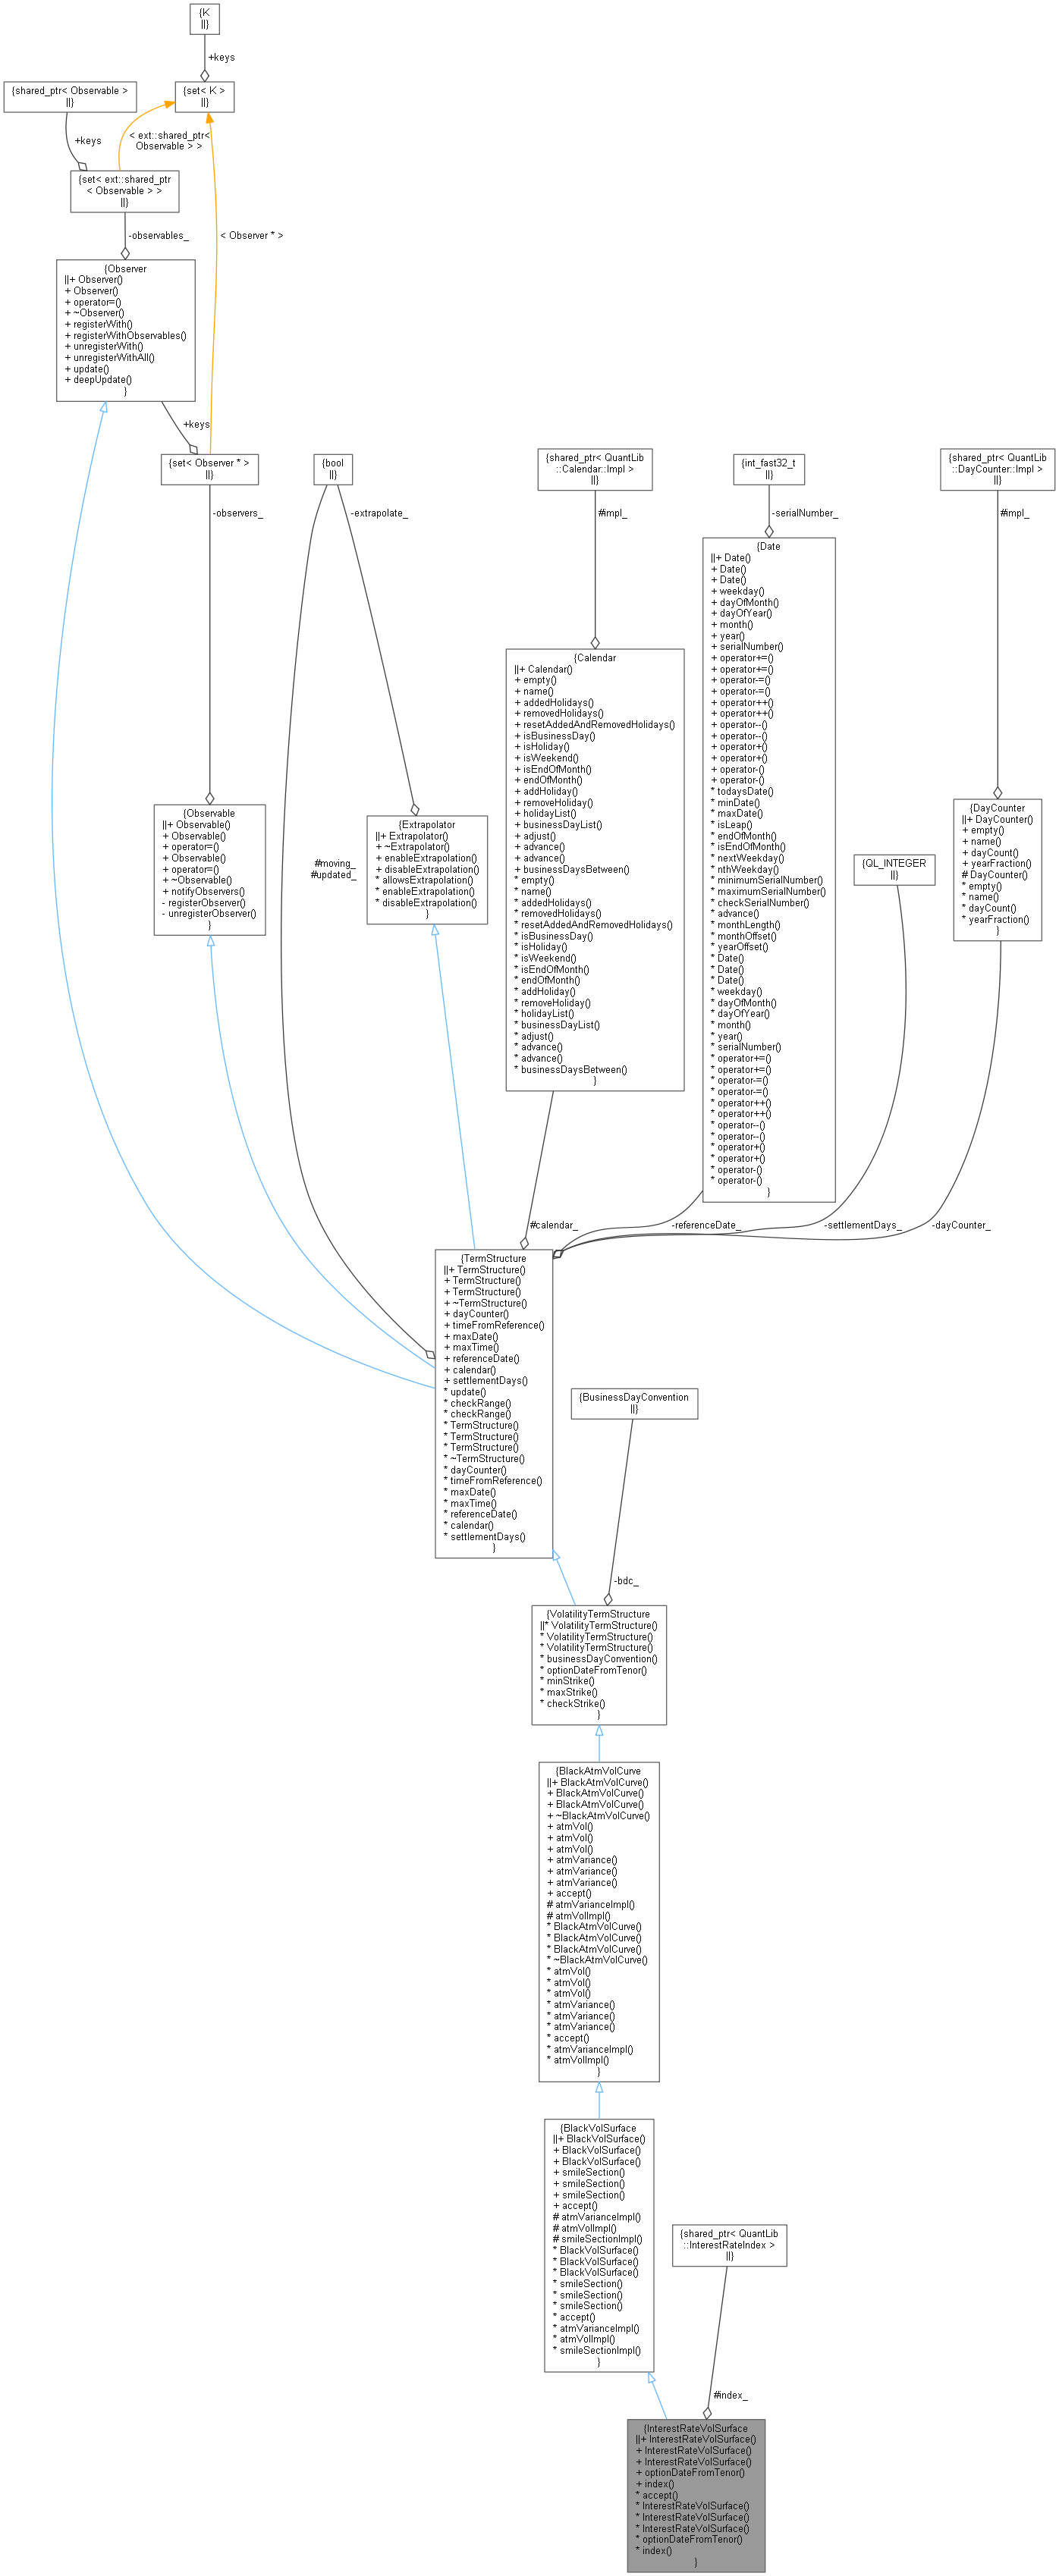 {K
||}
+keys
{shared_ptr< Observable >
||}
{set< K >
||}
+keys
< ext::shared_ptr<
Observable > >
{set< ext::shared_ptr
< Observable > >
||}
-observables_
< Observer * >
{Observer
||+ Observer()
+ Observer()
+ operator=()
+ ~Observer()
+ registerWith()
+ registerWithObservables()
+ unregisterWith()
+ unregisterWithAll()
+ update()
+ deepUpdate()
}
+keys
{set< Observer * >
||}
-observers_
{bool
||}
-extrapolate_
{shared_ptr< QuantLib
::Calendar::Impl >
||}
#impl_
{int_fast32_t
||}
-serialNumber_
{shared_ptr< QuantLib
::DayCounter::Impl >
||}
#impl_
{Observable
||+ Observable()
+ Observable()
+ operator=()
+ Observable()
+ operator=()
+ ~Observable()
+ notifyObservers()
- registerObserver()
- unregisterObserver()
}
#moving_
#updated_
{Extrapolator
||+ Extrapolator()
+ ~Extrapolator()
+ enableExtrapolation()
+ disableExtrapolation()
* allowsExtrapolation()
* enableExtrapolation()
* disableExtrapolation()
}
{Calendar
||+ Calendar()
+ empty()
+ name()
+ addedHolidays()
+ removedHolidays()
+ resetAddedAndRemovedHolidays()
+ isBusinessDay()
+ isHoliday()
+ isWeekend()
+ isEndOfMonth()
+ endOfMonth()
+ addHoliday()
+ removeHoliday()
+ holidayList()
+ businessDayList()
+ adjust()
+ advance()
+ advance()
+ businessDaysBetween()
* empty()
* name()
* addedHolidays()
* removedHolidays()
* resetAddedAndRemovedHolidays()
* isBusinessDay()
* isHoliday()
* isWeekend()
* isEndOfMonth()
* endOfMonth()
* addHoliday()
* removeHoliday()
* holidayList()
* businessDayList()
* adjust()
* advance()
* advance()
* businessDaysBetween()
}
{Date
||+ Date()
+ Date()
+ Date()
+ weekday()
+ dayOfMonth()
+ dayOfYear()
+ month()
+ year()
+ serialNumber()
+ operator+=()
+ operator+=()
+ operator-=()
+ operator-=()
+ operator++()
+ operator++()
+ operator--()
+ operator--()
+ operator+()
+ operator+()
+ operator-()
+ operator-()
* todaysDate()
* minDate()
* maxDate()
* isLeap()
* endOfMonth()
* isEndOfMonth()
* nextWeekday()
* nthWeekday()
* minimumSerialNumber()
* maximumSerialNumber()
* checkSerialNumber()
* advance()
* monthLength()
* monthOffset()
* yearOffset()
* Date()
* Date()
* Date()
* weekday()
* dayOfMonth()
* dayOfYear()
* month()
* year()
* serialNumber()
* operator+=()
* operator+=()
* operator-=()
* operator-=()
* operator++()
* operator++()
* operator--()
* operator--()
* operator+()
* operator+()
* operator-()
* operator-()
}
{QL_INTEGER
||}
{DayCounter
||+ DayCounter()
+ empty()
+ name()
+ dayCount()
+ yearFraction()
# DayCounter()
* empty()
* name()
* dayCount()
* yearFraction()
}
#calendar_
-referenceDate_
-settlementDays_
-dayCounter_
{TermStructure
||+ TermStructure()
+ TermStructure()
+ TermStructure()
+ ~TermStructure()
+ dayCounter()
+ timeFromReference()
+ maxDate()
+ maxTime()
+ referenceDate()
+ calendar()
+ settlementDays()
* update()
* checkRange()
* checkRange()
* TermStructure()
* TermStructure()
* TermStructure()
* ~TermStructure()
* dayCounter()
* timeFromReference()
* maxDate()
* maxTime()
* referenceDate()
* calendar()
* settlementDays()
}
{BusinessDayConvention
||}
-bdc_
{VolatilityTermStructure
||* VolatilityTermStructure()
* VolatilityTermStructure()
* VolatilityTermStructure()
* businessDayConvention()
* optionDateFromTenor()
* minStrike()
* maxStrike()
* checkStrike()
}
{BlackAtmVolCurve
||+ BlackAtmVolCurve()
+ BlackAtmVolCurve()
+ BlackAtmVolCurve()
+ ~BlackAtmVolCurve()
+ atmVol()
+ atmVol()
+ atmVol()
+ atmVariance()
+ atmVariance()
+ atmVariance()
+ accept()
# atmVarianceImpl()
# atmVolImpl()
* BlackAtmVolCurve()
* BlackAtmVolCurve()
* BlackAtmVolCurve()
* ~BlackAtmVolCurve()
* atmVol()
* atmVol()
* atmVol()
* atmVariance()
* atmVariance()
* atmVariance()
* accept()
* atmVarianceImpl()
* atmVolImpl()
}
{BlackVolSurface
||+ BlackVolSurface()
+ BlackVolSurface()
+ BlackVolSurface()
+ smileSection()
+ smileSection()
+ smileSection()
+ accept()
# atmVarianceImpl()
# atmVolImpl()
# smileSectionImpl()
* BlackVolSurface()
* BlackVolSurface()
* BlackVolSurface()
* smileSection()
* smileSection()
* smileSection()
* accept()
* atmVarianceImpl()
* atmVolImpl()
* smileSectionImpl()
}
{shared_ptr< QuantLib
::InterestRateIndex >
||}
#index_
{InterestRateVolSurface
||+ InterestRateVolSurface()
+ InterestRateVolSurface()
+ InterestRateVolSurface()
+ optionDateFromTenor()
+ index()
* accept()
* InterestRateVolSurface()
* InterestRateVolSurface()
* InterestRateVolSurface()
* optionDateFromTenor()
* index()
}